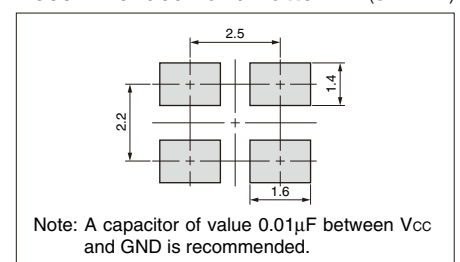 2.5
1.4
2.2
1.6
Note: A capacitor of value 0.01μF between Vcc
and GND is recommended.